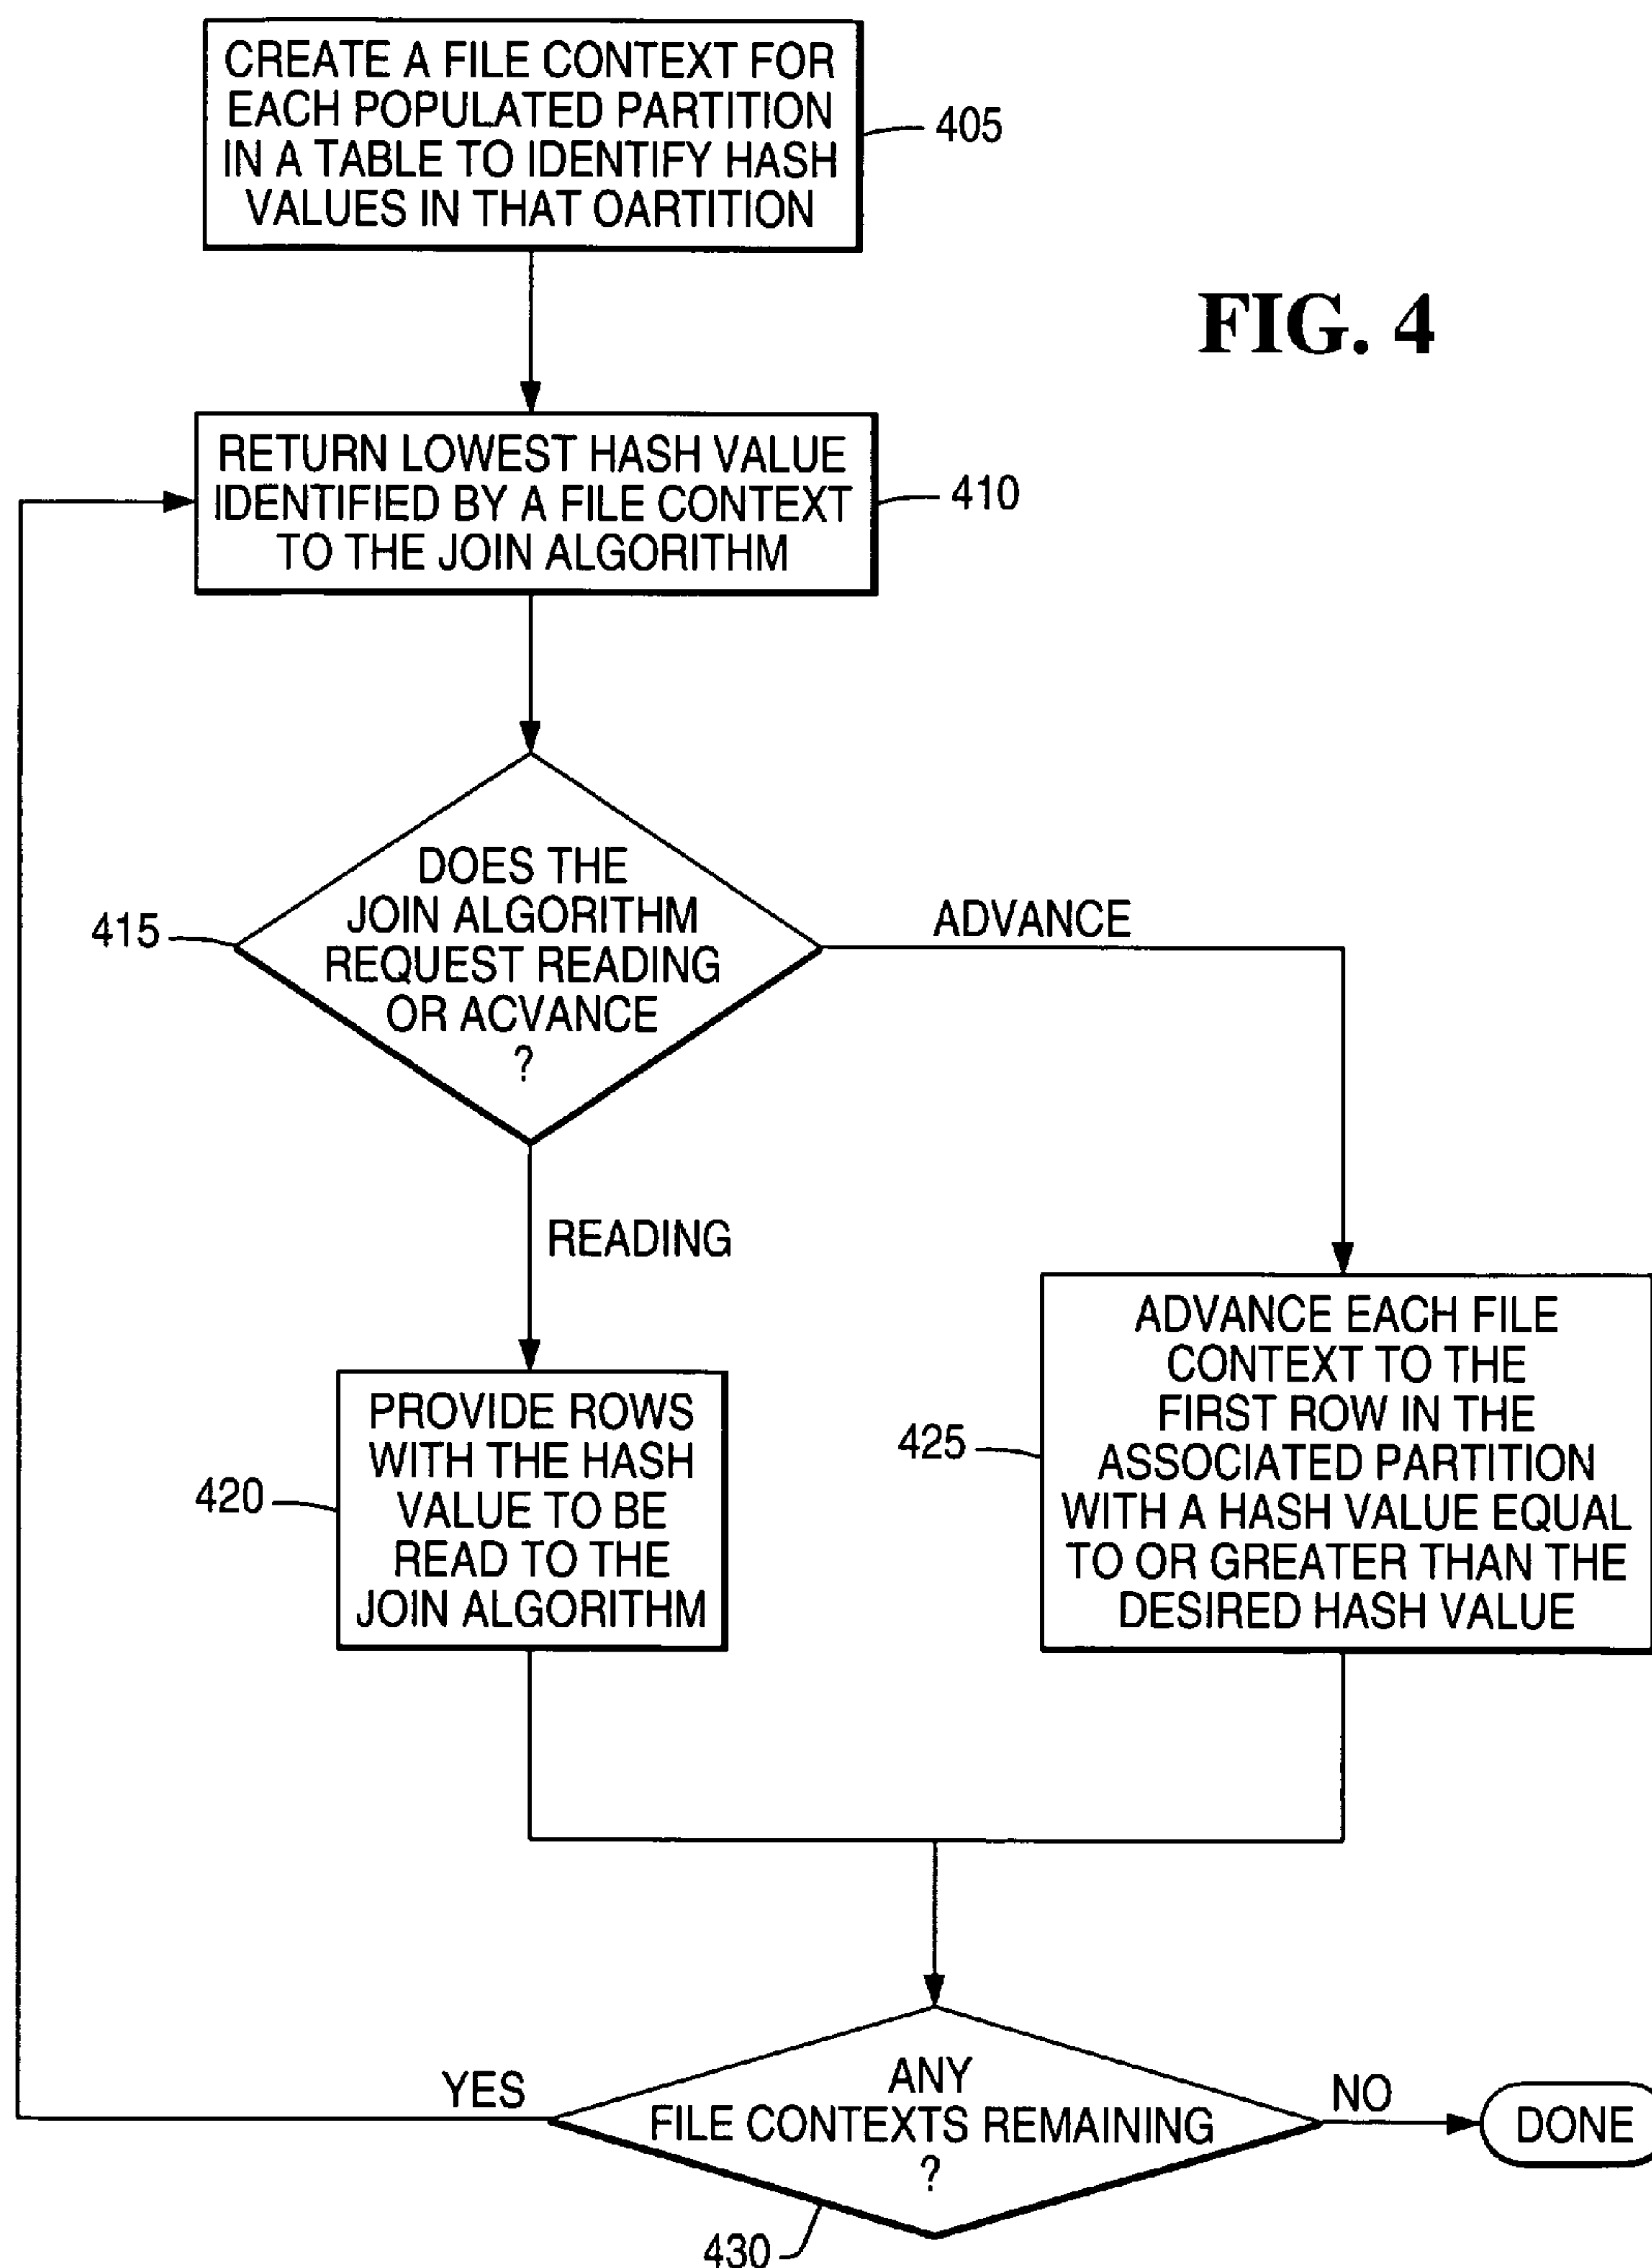 CREATE A FILE CONTEXT FOR
EACH POPULATED PARTITION
IN A TABLE TO IDENTIFY HASH
VALUES IN THAT OARTITION
405
FIG. 4
RETURN LOWEST HASH VALUE
IDENTIFIED BY A FILE CONTEXT
TO THE JOIN ALGORITHM
410
DOES THE
JOIN ALGORITHM
REQUEST READING
OR ACVANCE
?
415
ADVANCE
READING
PROVIDE ROWS
WITH THE HASH
VALUE TO BE
READ TO THE
JOIN ALGORITHM
420
ADVANCE EACH FILE
CONTEXT TO THE
FIRST ROW IN THE
ASSOCIATED PARTITION
WITH A HASH VALUE EQUAL
TO OR GREATER THAN THE
DESIRED HASH VALUE
425
YES
ANY
FILE CONTEXTS REMAINING
?
NO
DONE
430